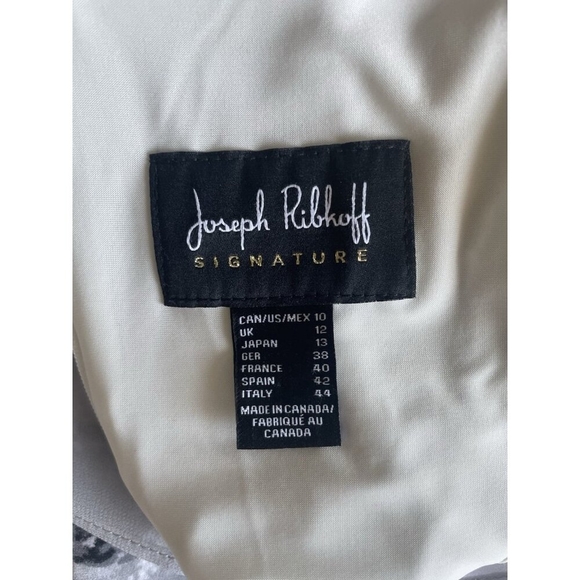 Joseph Ribkoff
SIGNATURE
CAN/US/MEX 10
UK 12
JAPAN 13
GER 38
FRANCE 40
SPAIN 42
ITALY 44
MADE IN CANADA/
FABRIQUÉ AU
CANADA